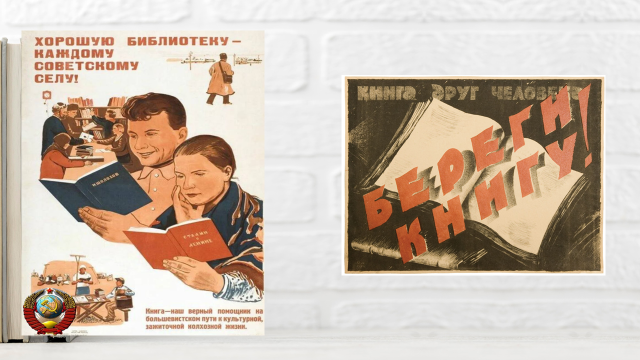 ХОРОШУЮ БИБЛИОТЕКУ –
КАЖДОМУ
СОВЕТСКОМУ
СЕЛУ!
Книга—наш верный помощник на
большевистском пути к культурной,
зажиточной колхозной жизни.
КНИГА ДРУГ ЧЕЛОВЕКА
БЕРЕГИ
КНИГУ!